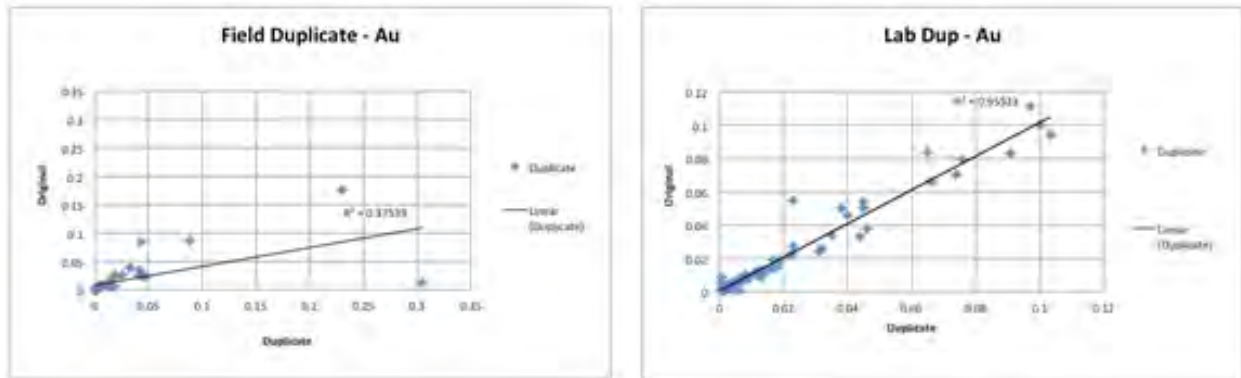 Field Duplicate - Au
0.35
0.3
0.25
0.2
0.15
0.1
0.05
0
Original
R² = 0.37539
0
0.05
0.1
0.15
0.2
0.25
0.3
0.35
Duplicate
Duplicate
Linear
(Duplicate)
Lab Dup - Au
0.12
0.1
0.08
0.06
0.04
0.02
0
Original
0
0.02
0.04
0.06
0.08
0.1
0.12
Duplicate
Duplicate
Linear
(Duplicate)